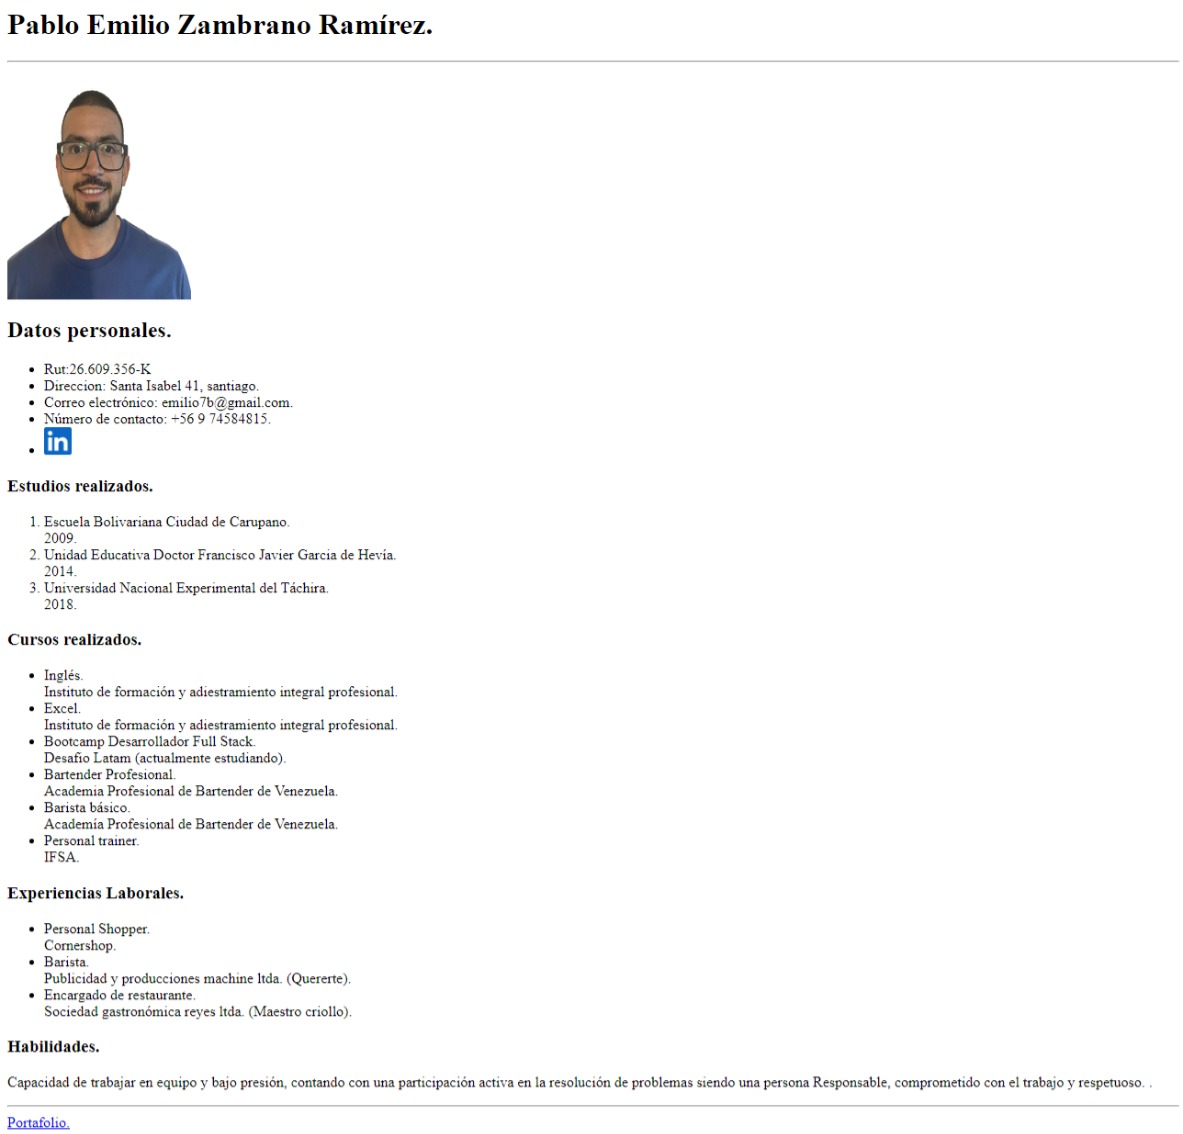 Pablo Emilio Zambrano Ramírez.
Datos personales.
Rut:26.609.356-K
Direccion: Santa Isabel 41, santiago.
Correo electrónico: emilio7b@gmail.com.
Número de contacto: +56 9 74584815.
in
Estudios realizados.
1. Escuela Bolivariana Ciudad de Carupano.
2009.
2. Unidad Educativa Doctor Francisco Javier Garcia de Hevía.
2014.
3. Universidad Nacional Experimental del Táchira.
2018.
Cursos realizados.
Inglés.
Instituto de formación y adiestramiento integral profesional.
Excel.
Instituto de formación y adiestramiento integral profesional.
Bootcamp Desarrollador Full Stack.
Desafío Latam (actualmente estudiando).
Bartender Profesional.
Academia Profesional de Bartender de Venezuela.
Barista básico.
Academía Profesional de Bartender de Venezuela.
Personal trainer.
IFSA.
Experiencias Laborales.
Personal Shopper.
Cornershop.
Barista.
Publicidad y producciones machine ltda. (Quererte).
Encargado de restaurante.
Sociedad gastronómica reyes ltda. (Maestro criollo).
Habilidades.
Capacidad de trabajar en equipo y bajo presión, contando con una participación activa en la resolución de problemas siendo una persona Responsable, comprometido con el trabajo y respetuoso. .
Portafolio.